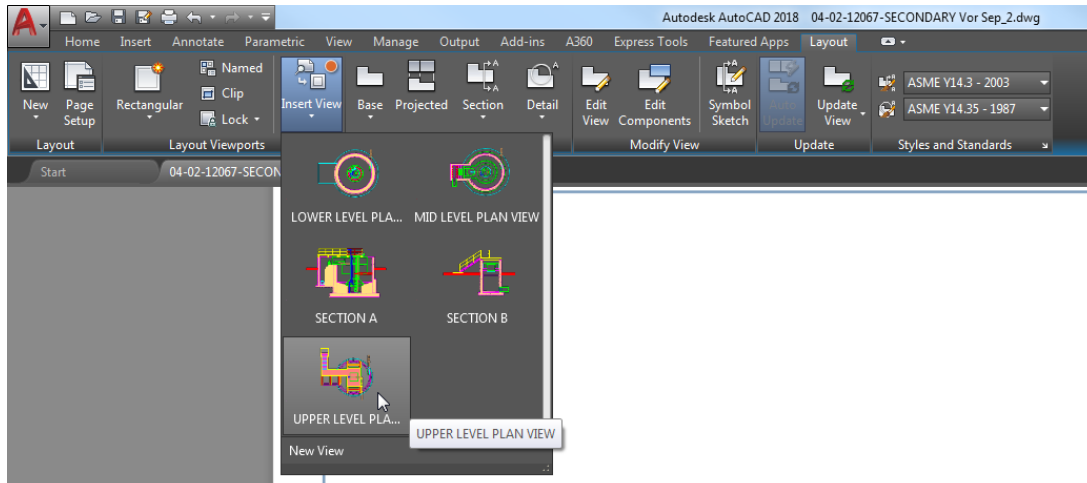 Autodesk AutoCAD 2018 04-02-12067-SECONDARY Vor Sep_2.dwg
Home Insert Annotate Parametric View Manage Output Add-ins A360 Express Tools Featured Apps Layout
New
Page Setup
Rectangular
Named
Clip
Lock
Insert View
Base
Projected
Section
Detail
Edit View
Edit Components
Symbol Sketch
Auto Update
Update View
ASME Y14.3 - 2003
ASME Y14.35 - 1987
Layout
Layout Viewports
Modify View
Update
Styles and Standards
Start
04-02-12067-SECON
LOWER LEVEL PLA...
MID LEVEL PLAN VIEW
SECTION A
SECTION B
UPPER LEVEL PLA...
UPPER LEVEL PLAN VIEW
New View